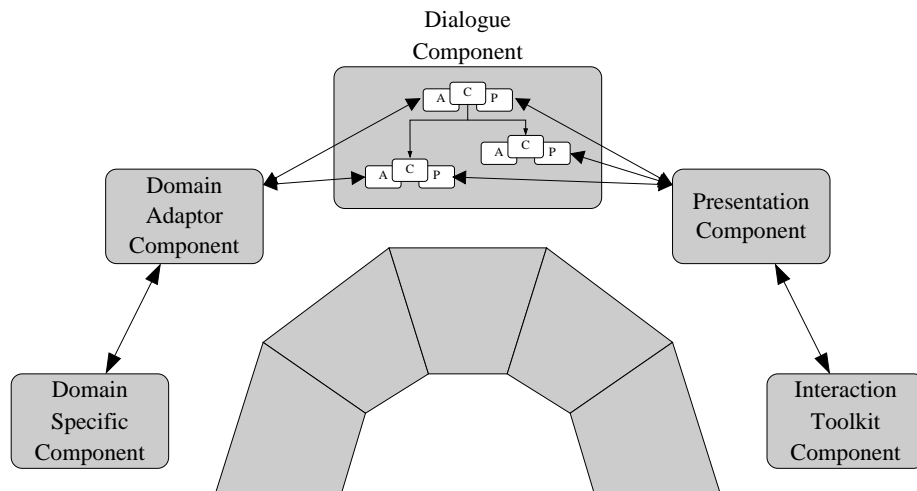 Dialogue
Component
C
A P
C
A P
C
A P
Domain
Adaptor
Component
Presentation
Component
Domain
Specific
Component
Interaction
Toolkit
Component